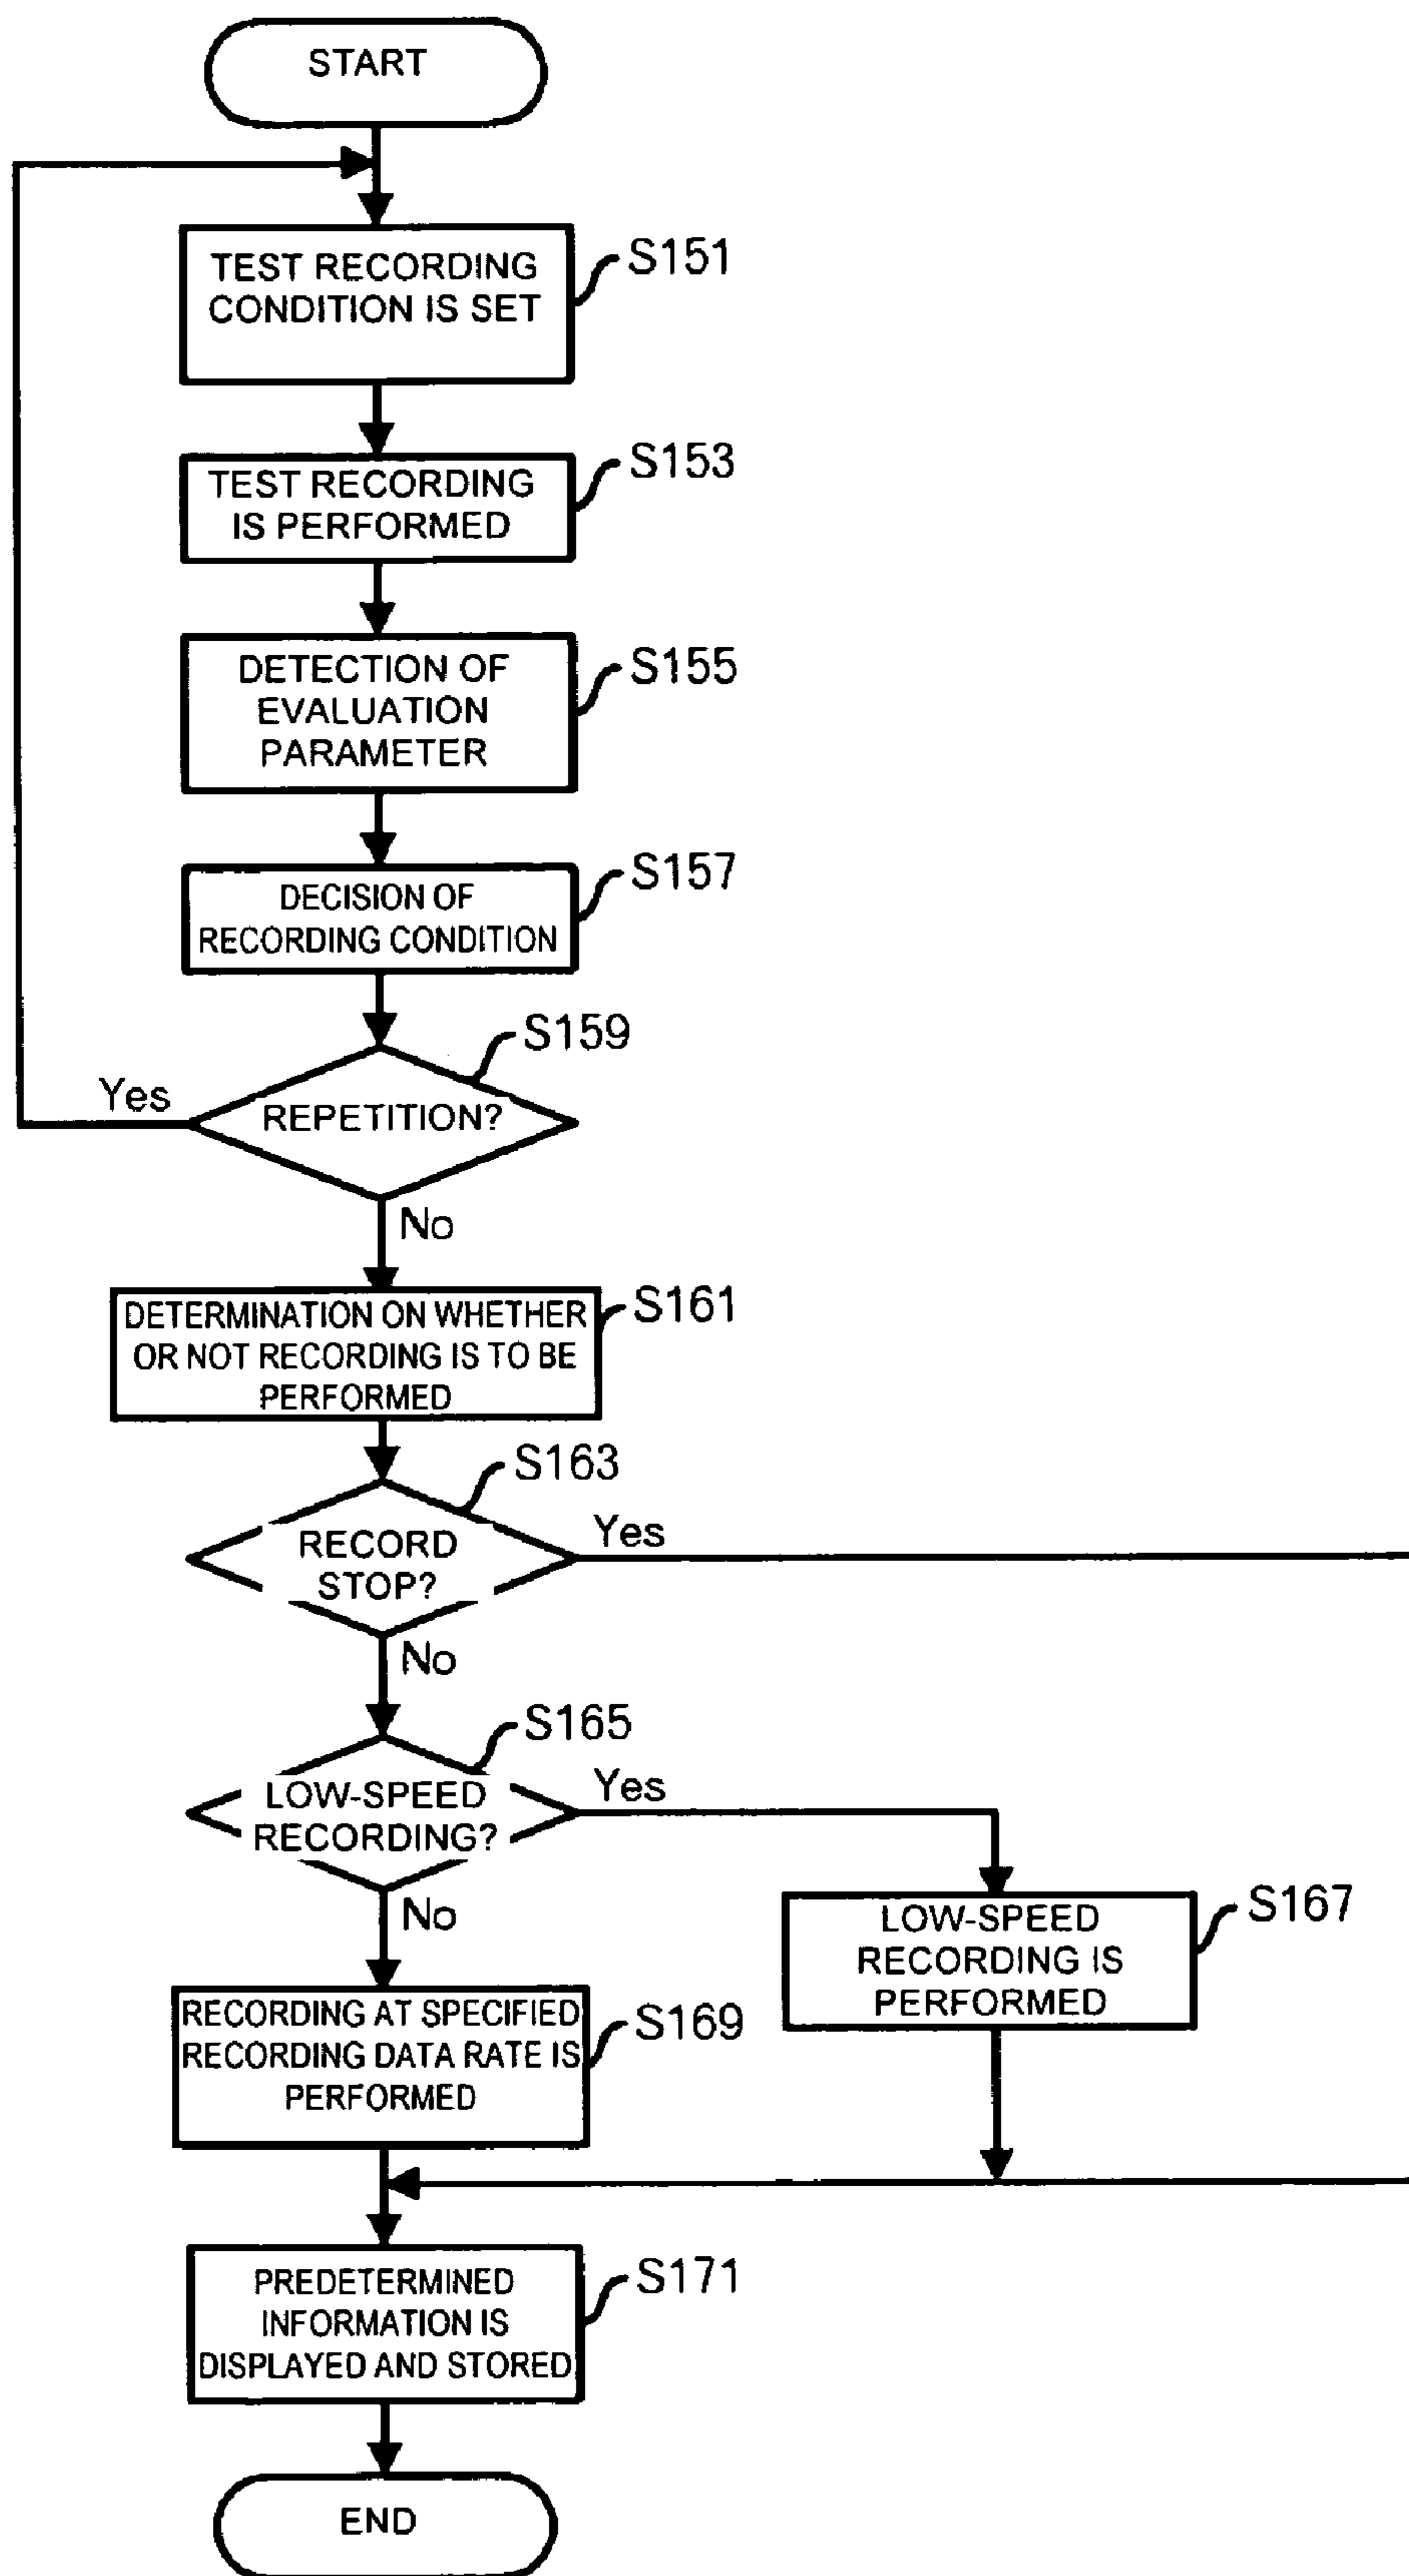 START
TEST RECORDING
CONDITION IS SET
S151
TEST RECORDING
IS PERFORMED
S153
DETECTION OF
EVALUATION
PARAMETER
S155
DECISION OF
RECORDING CONDITION
S157
S159
REPETITION?
Yes
No
DETERMINATION ON WHETHER
OR NOT RECORDING IS TO BE
PERFORMED
S161
S163
RECORD
STOP?
Yes
No
S165
LOW-SPEED
RECORDING?
Yes
No
LOW-SPEED
RECORDING IS
PERFORMED
S167
RECORDING AT SPECIFIED
RECORDING DATA RATE IS
PERFORMED
S169
PREDETERMINED
INFORMATION IS
DISPLAYED AND STORED
S171
END